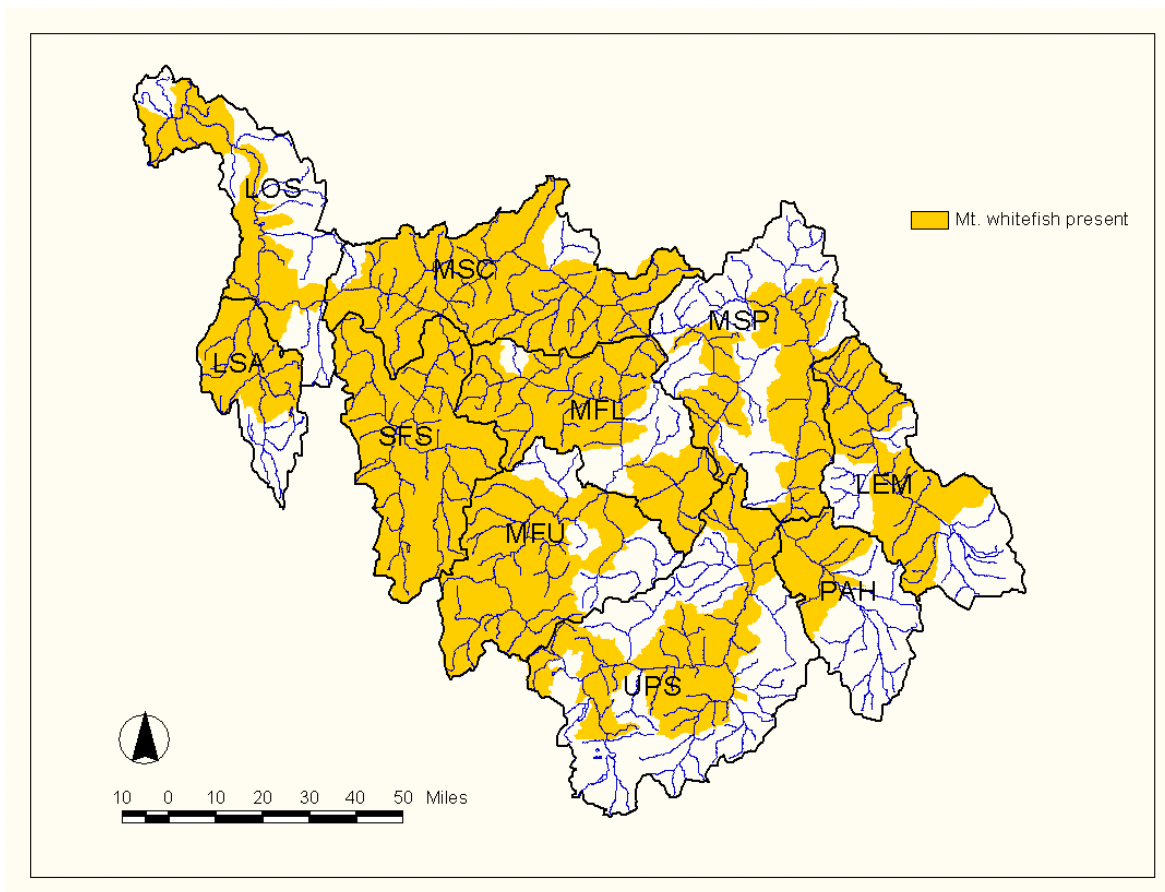 LOS
Mt. whitefish present
MSC
MSP
LSA
MFL
SFS
LEM
MFU
PAH
UPS
10 0 10 20 30 40 50 Miles